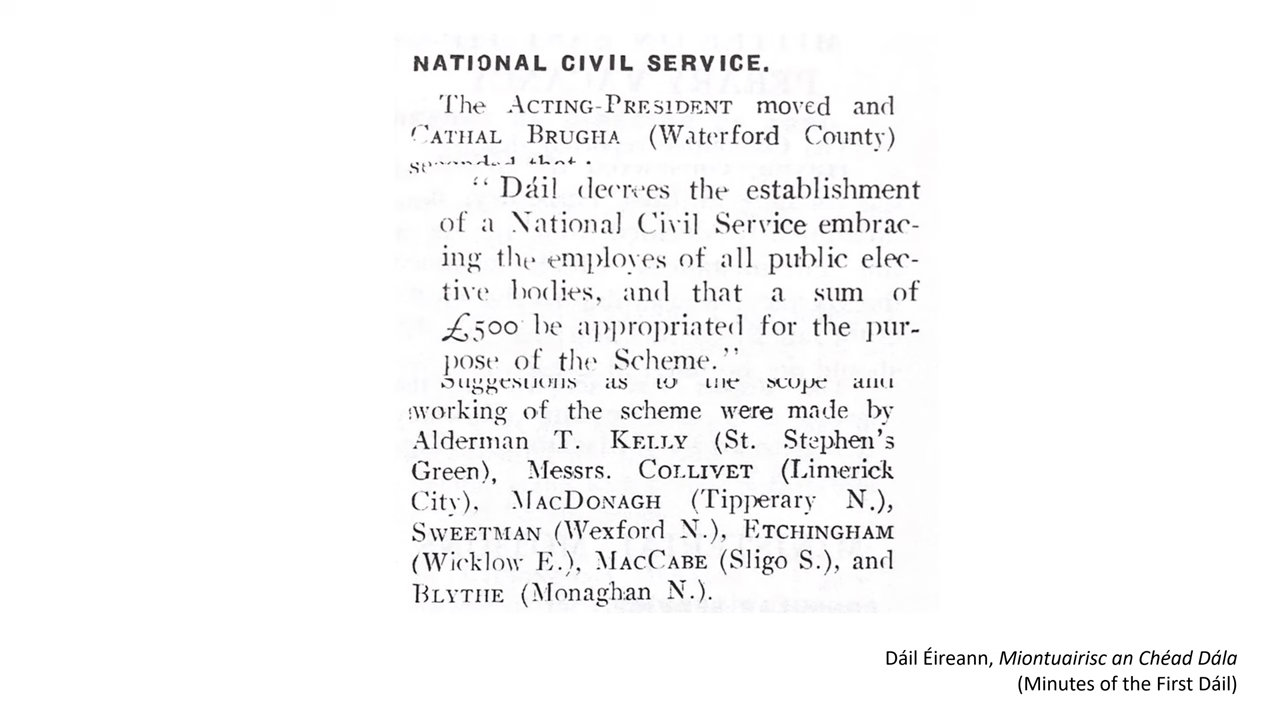 NATIONAL CIVIL SERVICE.
The ACTING-PRESIDENT moved and
CATHAL BRUGHA (Waterford County)
seconded that :
“ Dáil decrees the establishment
of a National Civil Service embrac-
ing the employes of all public elec-
tive bodies, and that a sum of
£500 be appropriated for the pur-
pose of the Scheme.”
Suggestions as to the scope and
working of the scheme were made by
Alderman T. KELLY (St. Stephen’s
Green), Messrs. COLLIVET (Limerick
City), MACDONAGH (Tipperary N.),
SWEETMAN (Wexford N.), ETCHINGHAM
(Wicklow E.), MACCABE (Sligo S.), and
BLYTHE (Monaghan N.).
Dáil Éireann, Miontuairisc an Chéad Dála
(Minutes of the First Dáil)